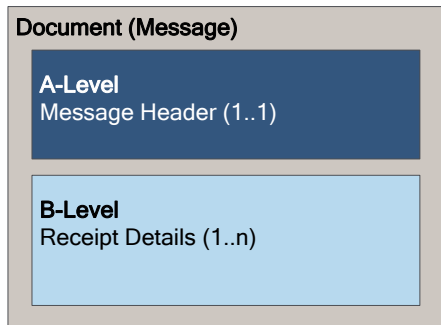 Document (Message)
A-Level
Message Header (1..1)
B-Level
Receipt Details (1..n)